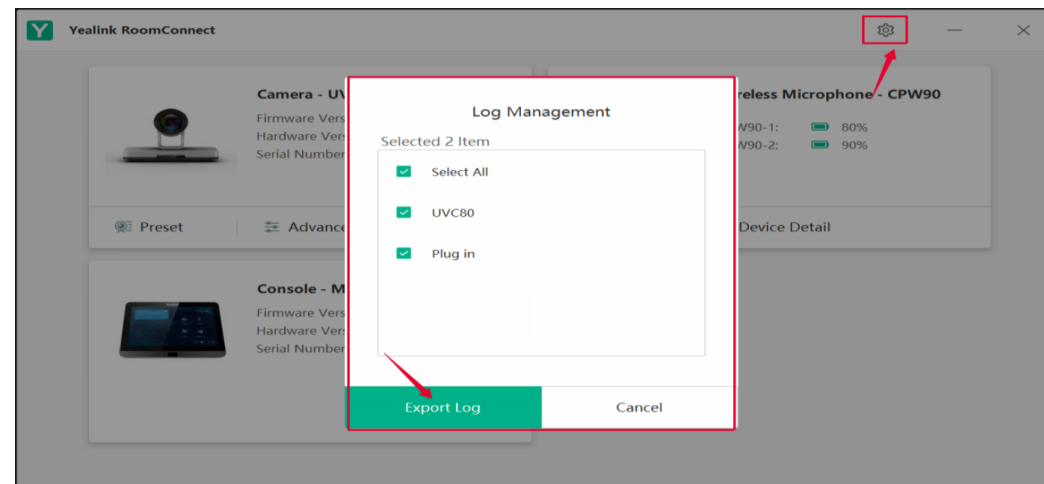 Yealink RoomConnect
Camera - UV
Firmware Vers
Hardware Vers
Serial Number
Preset
Advance
reless Microphone - CPW90
W90-1: 80%
W90-2: 90%
Device Detail
Console - M
Firmware Vers
Hardware Vers
Serial Number
Log Management
Selected 2 Item
Select All
UVC80
Plug in
Export Log
Cancel